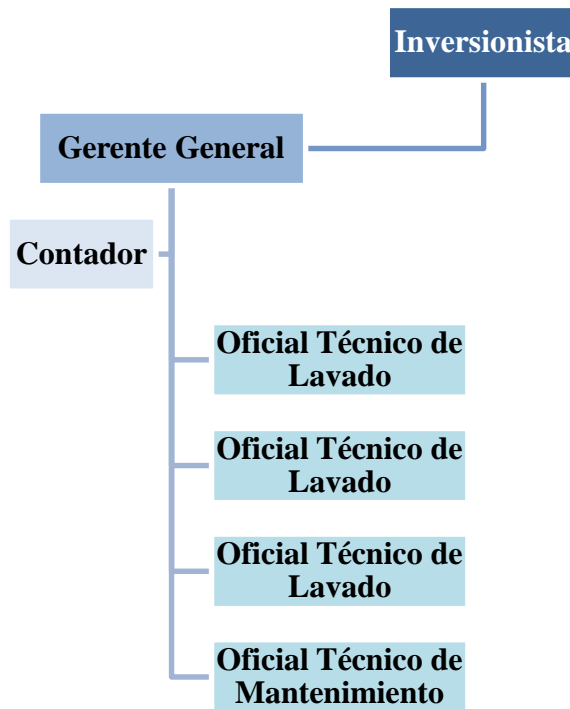 Inversionista
Gerente General
Contador
Oficial Técnico de
Lavado
Oficial Técnico de
Lavado
Oficial Técnico de
Lavado
Oficial Técnico de
Mantenimiento